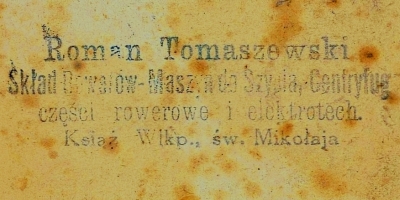 Roman Tomaszewski
Skład Rowerów-Maszyn do Szycia,-Centryfug
części rowerowe i elektrotech.
Książ Wlkp., św. Mikołaja